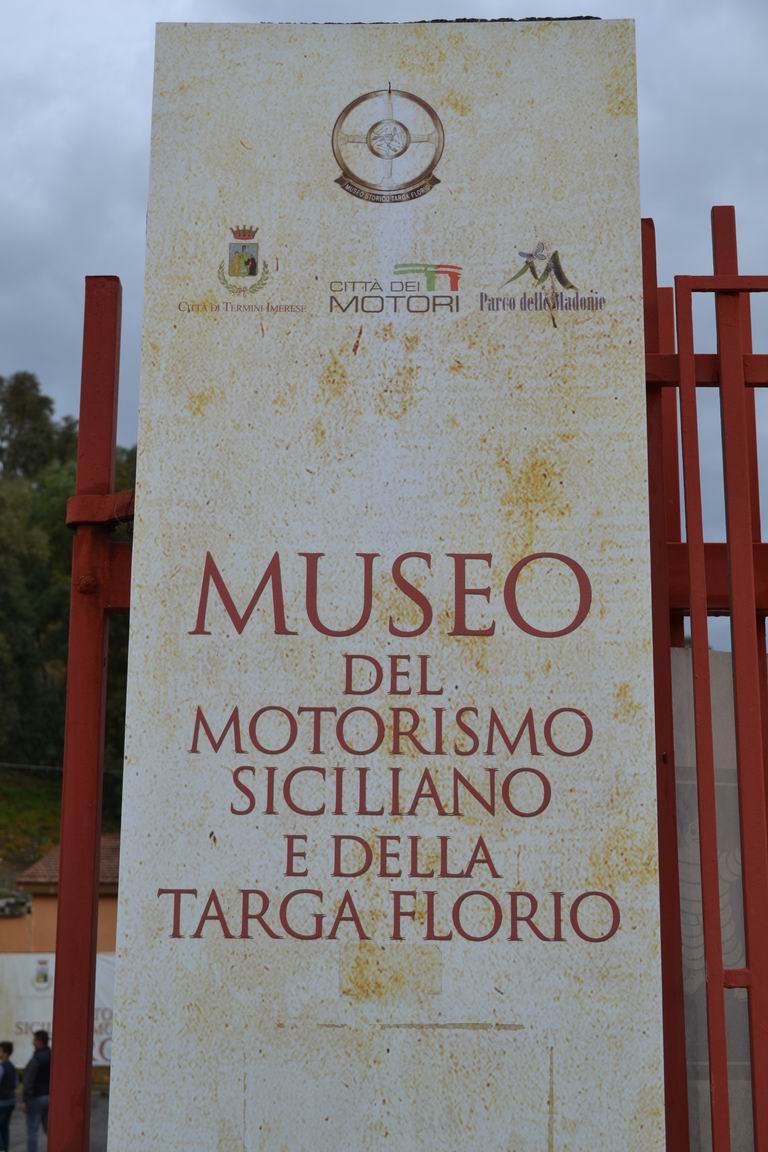 MUSEO STORICO TARGA FLORIO
CITTÀ DI TERMINI IMERESE
CITTÀ DEI
MOTORI
Parco delle Madonie
MUSEO
DEL
MOTORISMO
SICILIANO
E DELLA
TARGA FLORIO